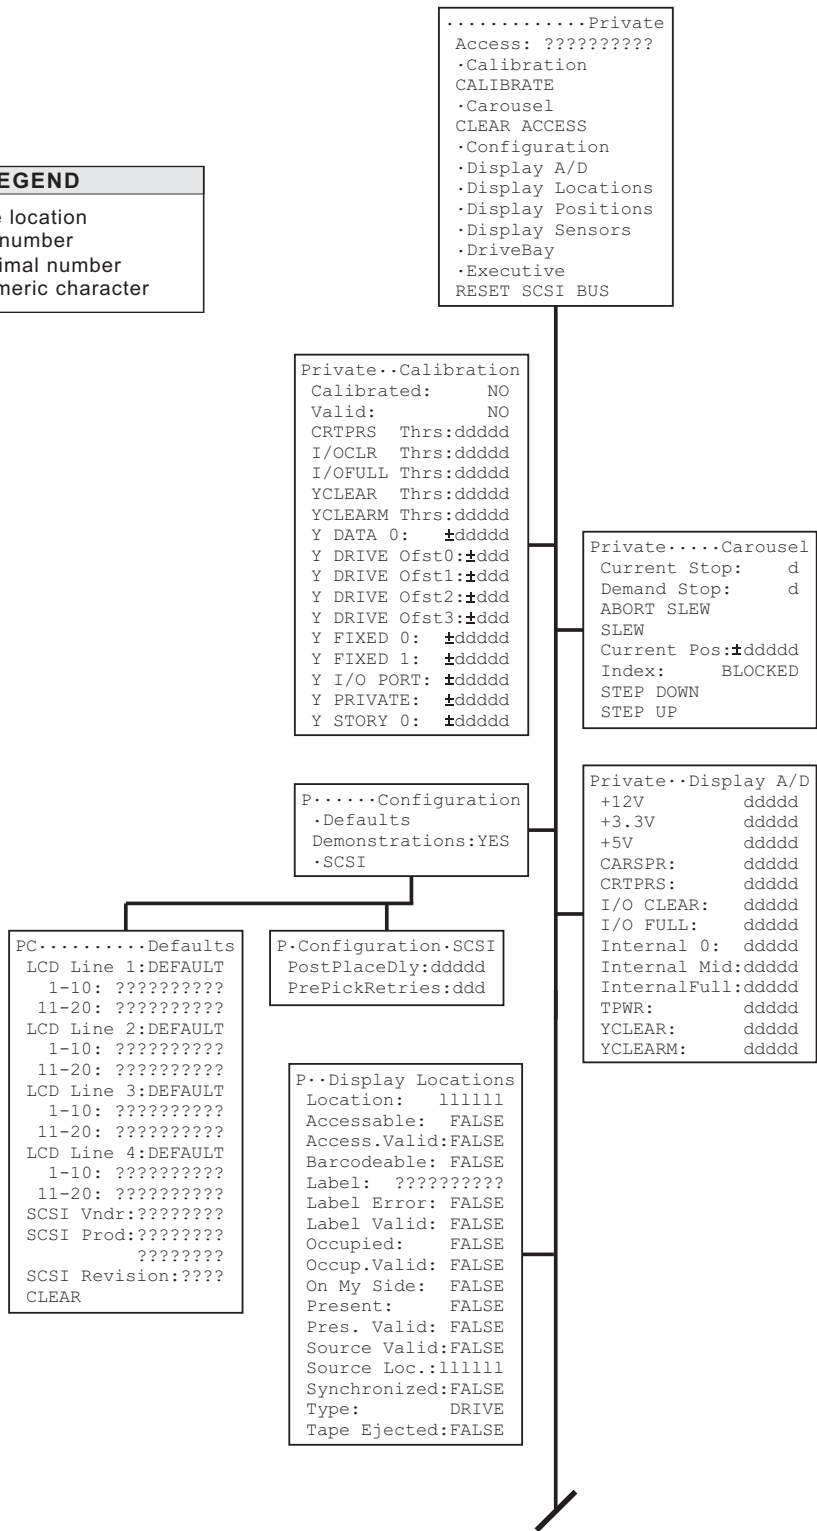 ·············Private
Access: ??????????
·Calibration
CALIBRATE
·Carousel
CLEAR ACCESS
·Configuration
·Display A/D
·Display Locations
·Display Positions
·Display Sensors
·DriveBay
·Executive
RESET SCSI BUS
EGEND
location
number
imal number
meric character
Private··Calibration
Calibrated: NO
Valid: NO
CRTPRS Thrs:ddddd
I/OCLR Thrs:ddddd
I/OFULL Thrs:ddddd
YCLEAR Thrs:ddddd
YCLEARM Thrs:ddddd
Y DATA 0: ±ddddd
Y DRIVE Ofst0:±ddd
Y DRIVE Ofst1:±ddd
Y DRIVE Ofst2:±ddd
Y DRIVE Ofst3:±ddd
Y FIXED 0: ±ddddd
Y FIXED 1: ±ddddd
Y I/O PORT: ±ddddd
Y PRIVATE: ±ddddd
Y STORY 0: ±ddddd
Private·····Carousel
Current Stop: d
Demand Stop: d
ABORT SLEW
SLEW
Current Pos:±ddddd
Index: BLOCKED
STEP DOWN
STEP UP
P······Configuration
·Defaults
Demonstrations:YES
·SCSI
Private··Display A/D
+12V ddddd
+3.3V ddddd
+5V ddddd
CARSPR: ddddd
CRTPRS: ddddd
I/O CLEAR: ddddd
I/O FULL: ddddd
Internal 0: ddddd
Internal Mid:ddddd
InternalFull:ddddd
TPWR: ddddd
YCLEAR: ddddd
YCLEARM: ddddd
PC··········Defaults
LCD Line 1:DEFAULT
1-10: ??????????
11-20: ??????????
LCD Line 2:DEFAULT
1-10: ??????????
11-20: ??????????
LCD Line 3:DEFAULT
1-10: ??????????
11-20: ??????????
LCD Line 4:DEFAULT
1-10: ??????????
11-20: ??????????
SCSI Vndr:????????
SCSI Prod:????????
????????
SCSI Revision:????
CLEAR
P·Configuration·SCSI
PostPlaceDly:ddddd
PrePickRetries:ddd
P··Display Locations
Location: llllll
Accessable: FALSE
Access.Valid:FALSE
Barcodeable: FALSE
Label: ??????????
Label Error: FALSE
Label Valid: FALSE
Occupied: FALSE
Occup.Valid: FALSE
On My Side: FALSE
Present: FALSE
Pres. Valid: FALSE
Source Valid:FALSE
Source Loc.:llllll
Synchronized:FALSE
Type: DRIVE
Tape Ejected:FALSE